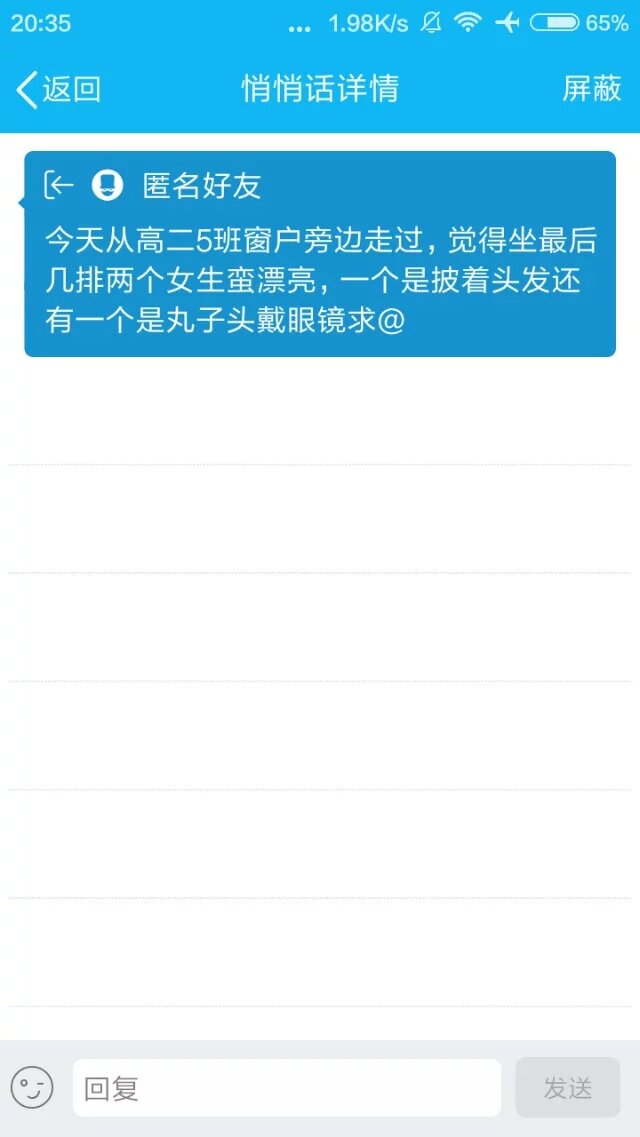 20:35
... 1.98K/s 65%
返回
悄悄话详情
屏蔽
匿名好友
今天从高二5班窗户旁边走过，觉得坐最后
几排两个女生蛮漂亮，一个是披着头发还
有一个是丸子头戴眼镜求@
回复
发送